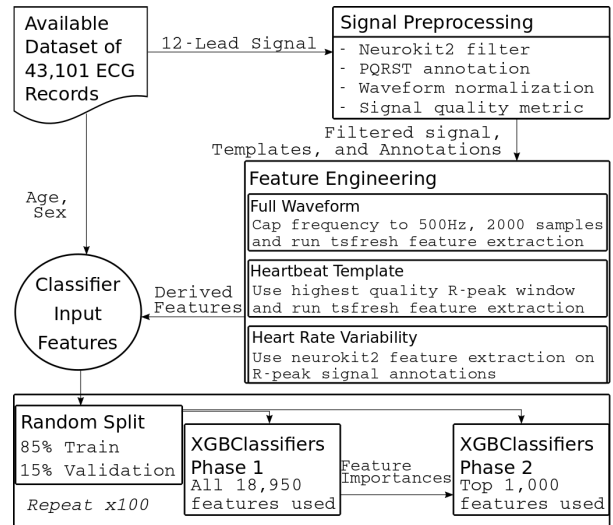 Available
Dataset of
43,101 ECG
Records
12-Lead Signal
Signal Preprocessing
- Neurokit2 filter
- PQRST annotation
- Waveform normalization
- Signal quality metric
Filtered signal,
Templates, and Annotations
Age,
Sex
Feature Engineering
Full Waveform
Cap frequency to 500Hz, 2000 samples
and run tsfresh feature extraction
Heartbeat Template
Use highest quality R-peak window
and run tsfresh feature extraction
Heart Rate Variability
Use neurokit2 feature extraction on
R-peak signal annotations
Derived
Features
Classifier
Input
Features
Random Split
85% Train
15% Validation
Repeat x100
XGBClassifiers
Phase 1
All 18,950
features used
Feature
Importances
XGBClassifiers
Phase 2
Top 1,000
features used